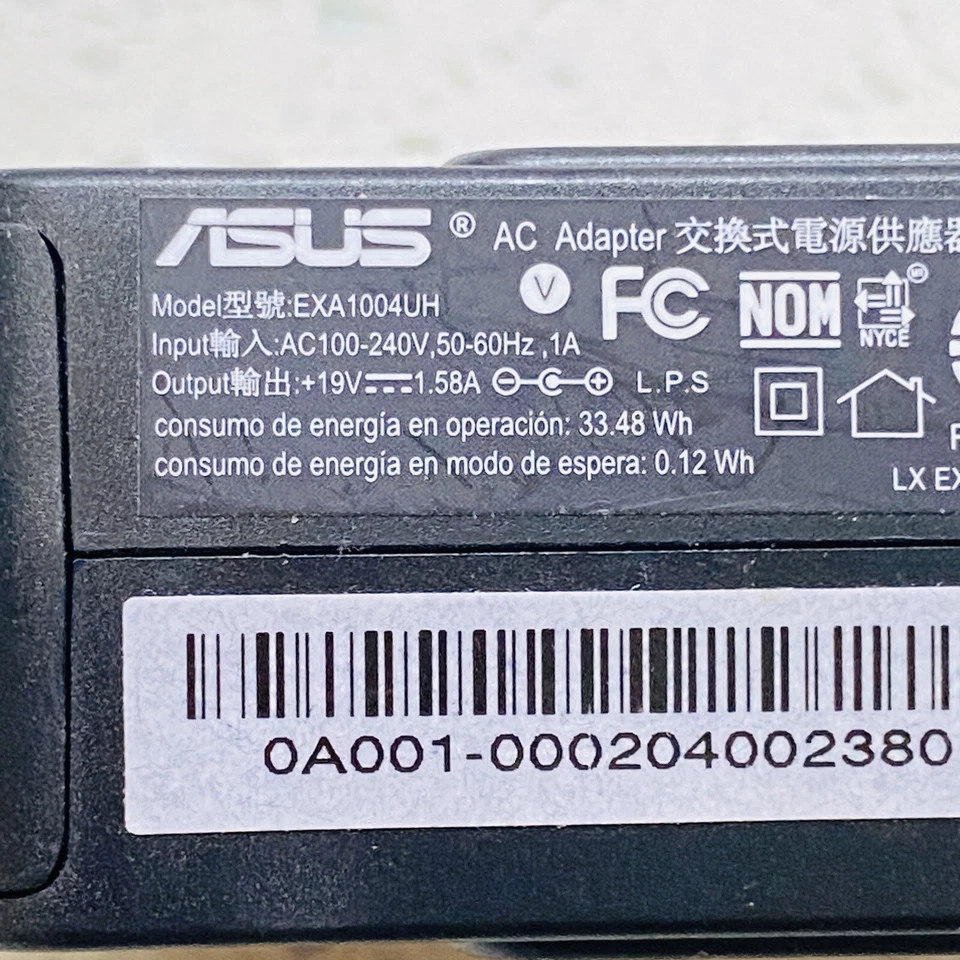 ASUS® AC Adapter 交換式電源供應器
Model型號:EXA1004UH
V FC NOM NYCE
Input輸入:AC100-240V,50-60Hz ,1A
Output輸出:+19V⎓1.58A L.P.S
consumo de energía en operación: 33.48 Wh
consumo de energía en modo de espera: 0.12 Wh
LX EX
0A001-000204002380